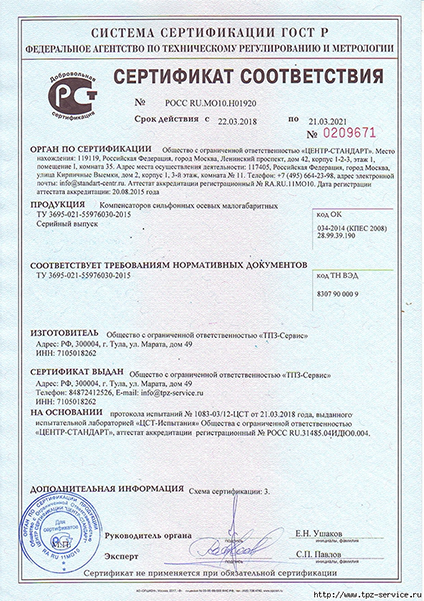 СИСТЕМА СЕРТИФИКАЦИИ ГОСТ Р
ФЕДЕРАЛЬНОЕ АГЕНТСТВО ПО ТЕХНИЧЕСКОМУ РЕГУЛИРОВАНИЮ И МЕТРОЛОГИИ
Добровольная
сертификация
СЕРТИФИКАТ СООТВЕТСТВИЯ
№ РОСС RU.МО10.Н01920
Срок действия с 22.03.2018 по 21.03.2021
№ 0209671
ОРГАН ПО СЕРТИФИКАЦИИ Общество с ограниченной ответственностью «ЦЕНТР-СТАНДАРТ». Место
нахождения: 119119, Российская Федерация, город Москва, Ленинский проспект, дом 42, корпус 1-2-3, этаж 1,
помещение I, комната 35. Адрес места осуществления деятельности: 117405, Российская Федерация, город Москва,
улица Кирпичные Выемки, дом 2, корпус 1, 3-й этаж, комната № 11. Телефон: +7 (495) 664-23-98, адрес электронной
почты: info@standart-centr.ru. Аттестат аккредитации регистрационный № RA.RU.11МО10. Дата регистрации
аттестата аккредитации: 20.08.2015 года
ПРОДУКЦИЯ Компенсаторов сильфонных осевых малогабаритных
ТУ 3695-021-55976030-2015
Серийный выпуск
код ОК
034-2014 (КПЕС 2008)
28.99.39.190
СООТВЕТСТВУЕТ ТРЕБОВАНИЯМ НОРМАТИВНЫХ ДОКУМЕНТОВ
ТУ 3695-021-55976030-2015
код ТН ВЭД
8307 90 000 9
ИЗГОТОВИТЕЛЬ Общество с ограниченной ответственностью «ТПЗ-Сервис»
Адрес: РФ, 300004, г. Тула, ул. Марата, дом 49
ИНН: 7105018262
СЕРТИФИКАТ ВЫДАН Общество с ограниченной ответственностью «ТПЗ-Сервис»
Адрес: РФ, 300004, г. Тула, ул. Марата, дом 49
Телефон: 84872412526, E-mail: info@tpz-service.ru
ИНН: 7105018262
НА ОСНОВАНИИ протокола испытаний № 1083-03/12-ЦСТ от 21.03.2018 года, выданного
испытательной лабораторией «ЦСТ-Испытания» Общества с ограниченной ответственностью
«ЦЕНТР-СТАНДАРТ», аттестат аккредитации регистрационный № РОСС RU.31485.04ИДЮ0.004.
ДОПОЛНИТЕЛЬНАЯ ИНФОРМАЦИЯ Схема сертификации: 3.
Для
сертификатов
М.П.
RA.RU 11МО10
Руководитель органа
подпись
Е.Н. Ушаков
инициалы, фамилия
Эксперт
подпись
С.П. Павлов
инициалы, фамилия
Сертификат не применяется при обязательной сертификации
http://www.tpz-service.ru